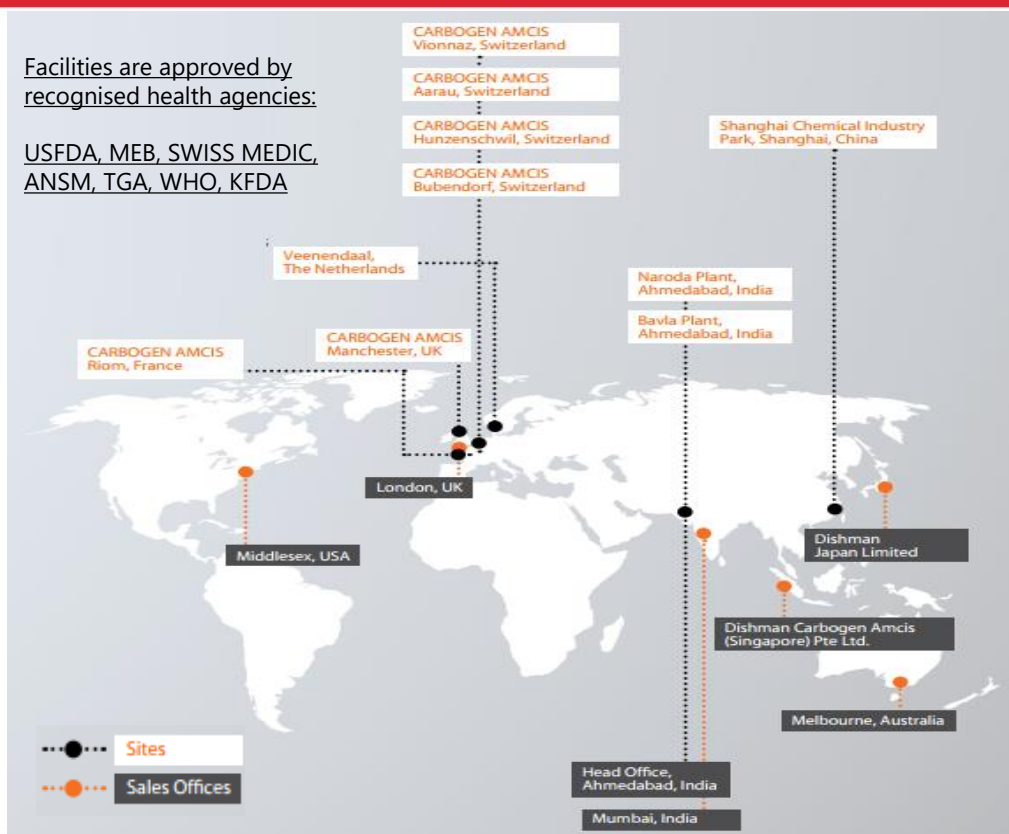 Facilities are approved by
recognised health agencies:
USFDA, MEB, SWISS MEDIC,
ANSM, TGA, WHO, KFDA
CARBOGEN AMCIS
Vionnaz, Switzerland
CARBOGEN AMCIS
Aarau, Switzerland
CARBOGEN AMCIS
Hunzenschwil, Switzerland
CARBOGEN AMCIS
Bubendorf, Switzerland
Shanghai Chemical Industry
Park, Shanghai, China
Veenendaal,
The Netherlands
Naroda Plant,
Ahmedabad, India
Bavla Plant,
Ahmedabad, India
CARBOGEN AMCIS
Manchester, UK
CARBOGEN AMCIS
Riom, France
London, UK
Middlesex, USA
Dishman
Japan Limited
Dishman Carbogen Amcis
(Singapore) Pte Ltd.
Melbourne, Australia
Sites
Sales Offices
Head Office,
Ahmedabad, India
Mumbai, India